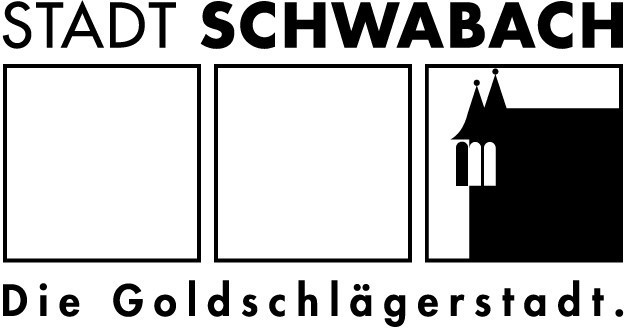 STADT SCHWABACH
Die Goldschlägerstadt.